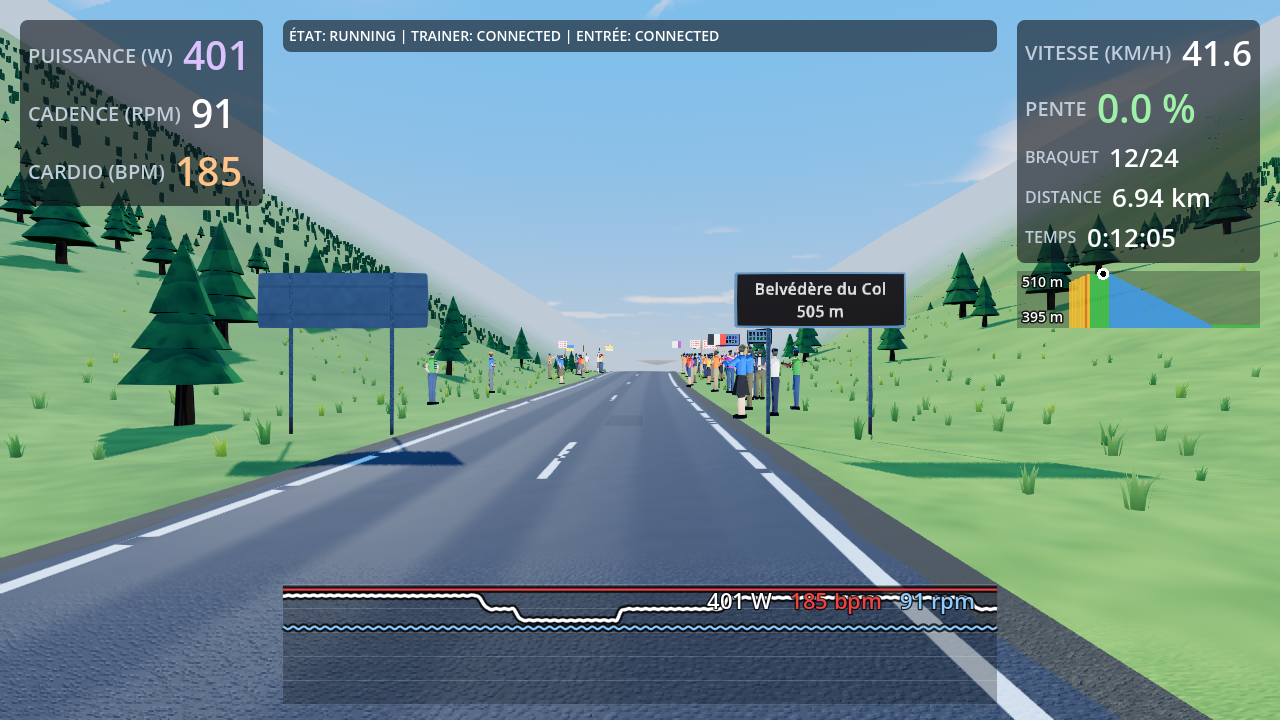 PUISSANCE (W) 401
CADENCE (RPM) 91
CARDIO (BPM) 185
ÉTAT: RUNNING | TRAINER: CONNECTED | ENTRÉE: CONNECTED
VITESSE (KM/H) 41.6
PENTE 0.0 %
BRAQUET 12/24
DISTANCE 6.94 km
TEMPS 0:12:05
510 m
395 m
Belvédère du Col
505 m
401 W 185 bpm 91 rpm